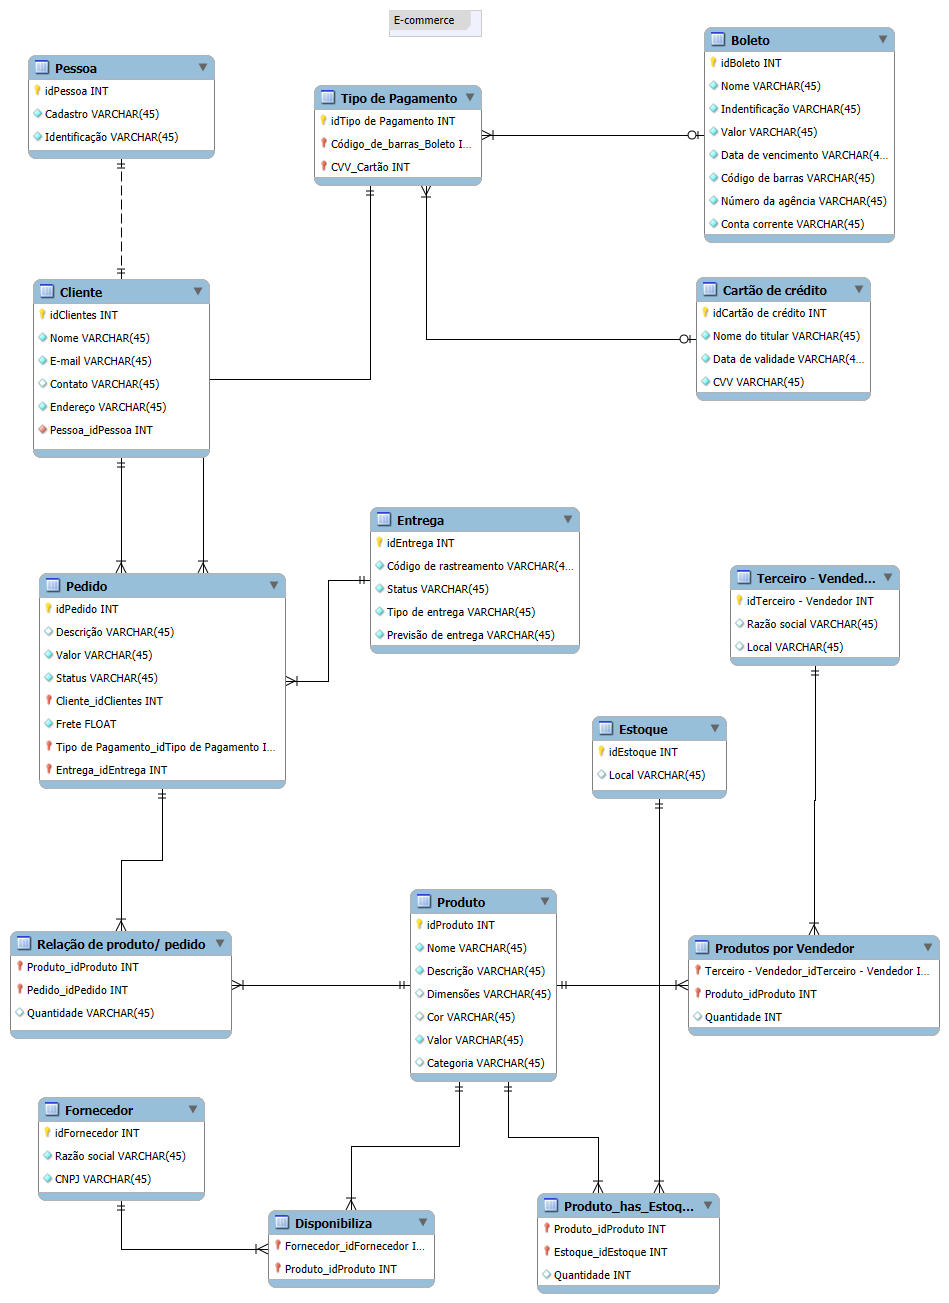 E-commerce
Pessoa
idPessoa INT
Cadastro VARCHAR(45)
Identificação VARCHAR(45)
Tipo de Pagamento
idTipo de Pagamento INT
Código_de_barras_Boleto I...
CVV_Cartão INT
Boleto
idBoleto INT
Nome VARCHAR(45)
Indentificação VARCHAR(45)
Valor VARCHAR(45)
Data de vencimento VARCHAR(4...
Código de barras VARCHAR(45)
Número da agência VARCHAR(45)
Conta corrente VARCHAR(45)
Cliente
idClientes INT
Nome VARCHAR(45)
E-mail VARCHAR(45)
Contato VARCHAR(45)
Endereço VARCHAR(45)
Pessoa_idPessoa INT
Cartão de crédito
idCartão de crédito INT
Nome do titular VARCHAR(45)
Data de validade VARCHAR(4...
CVV VARCHAR(45)
Entrega
idEntrega INT
Código de rastreamento VARCHAR(4...
Status VARCHAR(45)
Tipo de entrega VARCHAR(45)
Previsão de entrega VARCHAR(45)
Pedido
idPedido INT
Descrição VARCHAR(45)
Valor VARCHAR(45)
Status VARCHAR(45)
Cliente_idClientes INT
Frete FLOAT
Tipo de Pagamento_idTipo de Pagamento I...
Entrega_idEntrega INT
Terceiro - Vended...
idTerceiro - Vendedor INT
Razão social VARCHAR(45)
Local VARCHAR(45)
Estoque
idEstoque INT
Local VARCHAR(45)
Relação de produto/ pedido
Produto_idProduto INT
Pedido_idPedido INT
Quantidade VARCHAR(45)
Produto
idProduto INT
Nome VARCHAR(45)
Descrição VARCHAR(45)
Dimensões VARCHAR(45)
Cor VARCHAR(45)
Valor VARCHAR(45)
Categoria VARCHAR(45)
Produtos por Vendedor
Terceiro - Vendedor_idTerceiro - Vendedor I...
Produto_idProduto INT
Quantidade INT
Fornecedor
idFornecedor INT
Razão social VARCHAR(45)
CNPJ VARCHAR(45)
Disponibiliza
Fornecedor_idFornecedor I...
Produto_idProduto INT
Produto_has_Estoq...
Produto_idProduto INT
Estoque_idEstoque INT
Quantidade INT